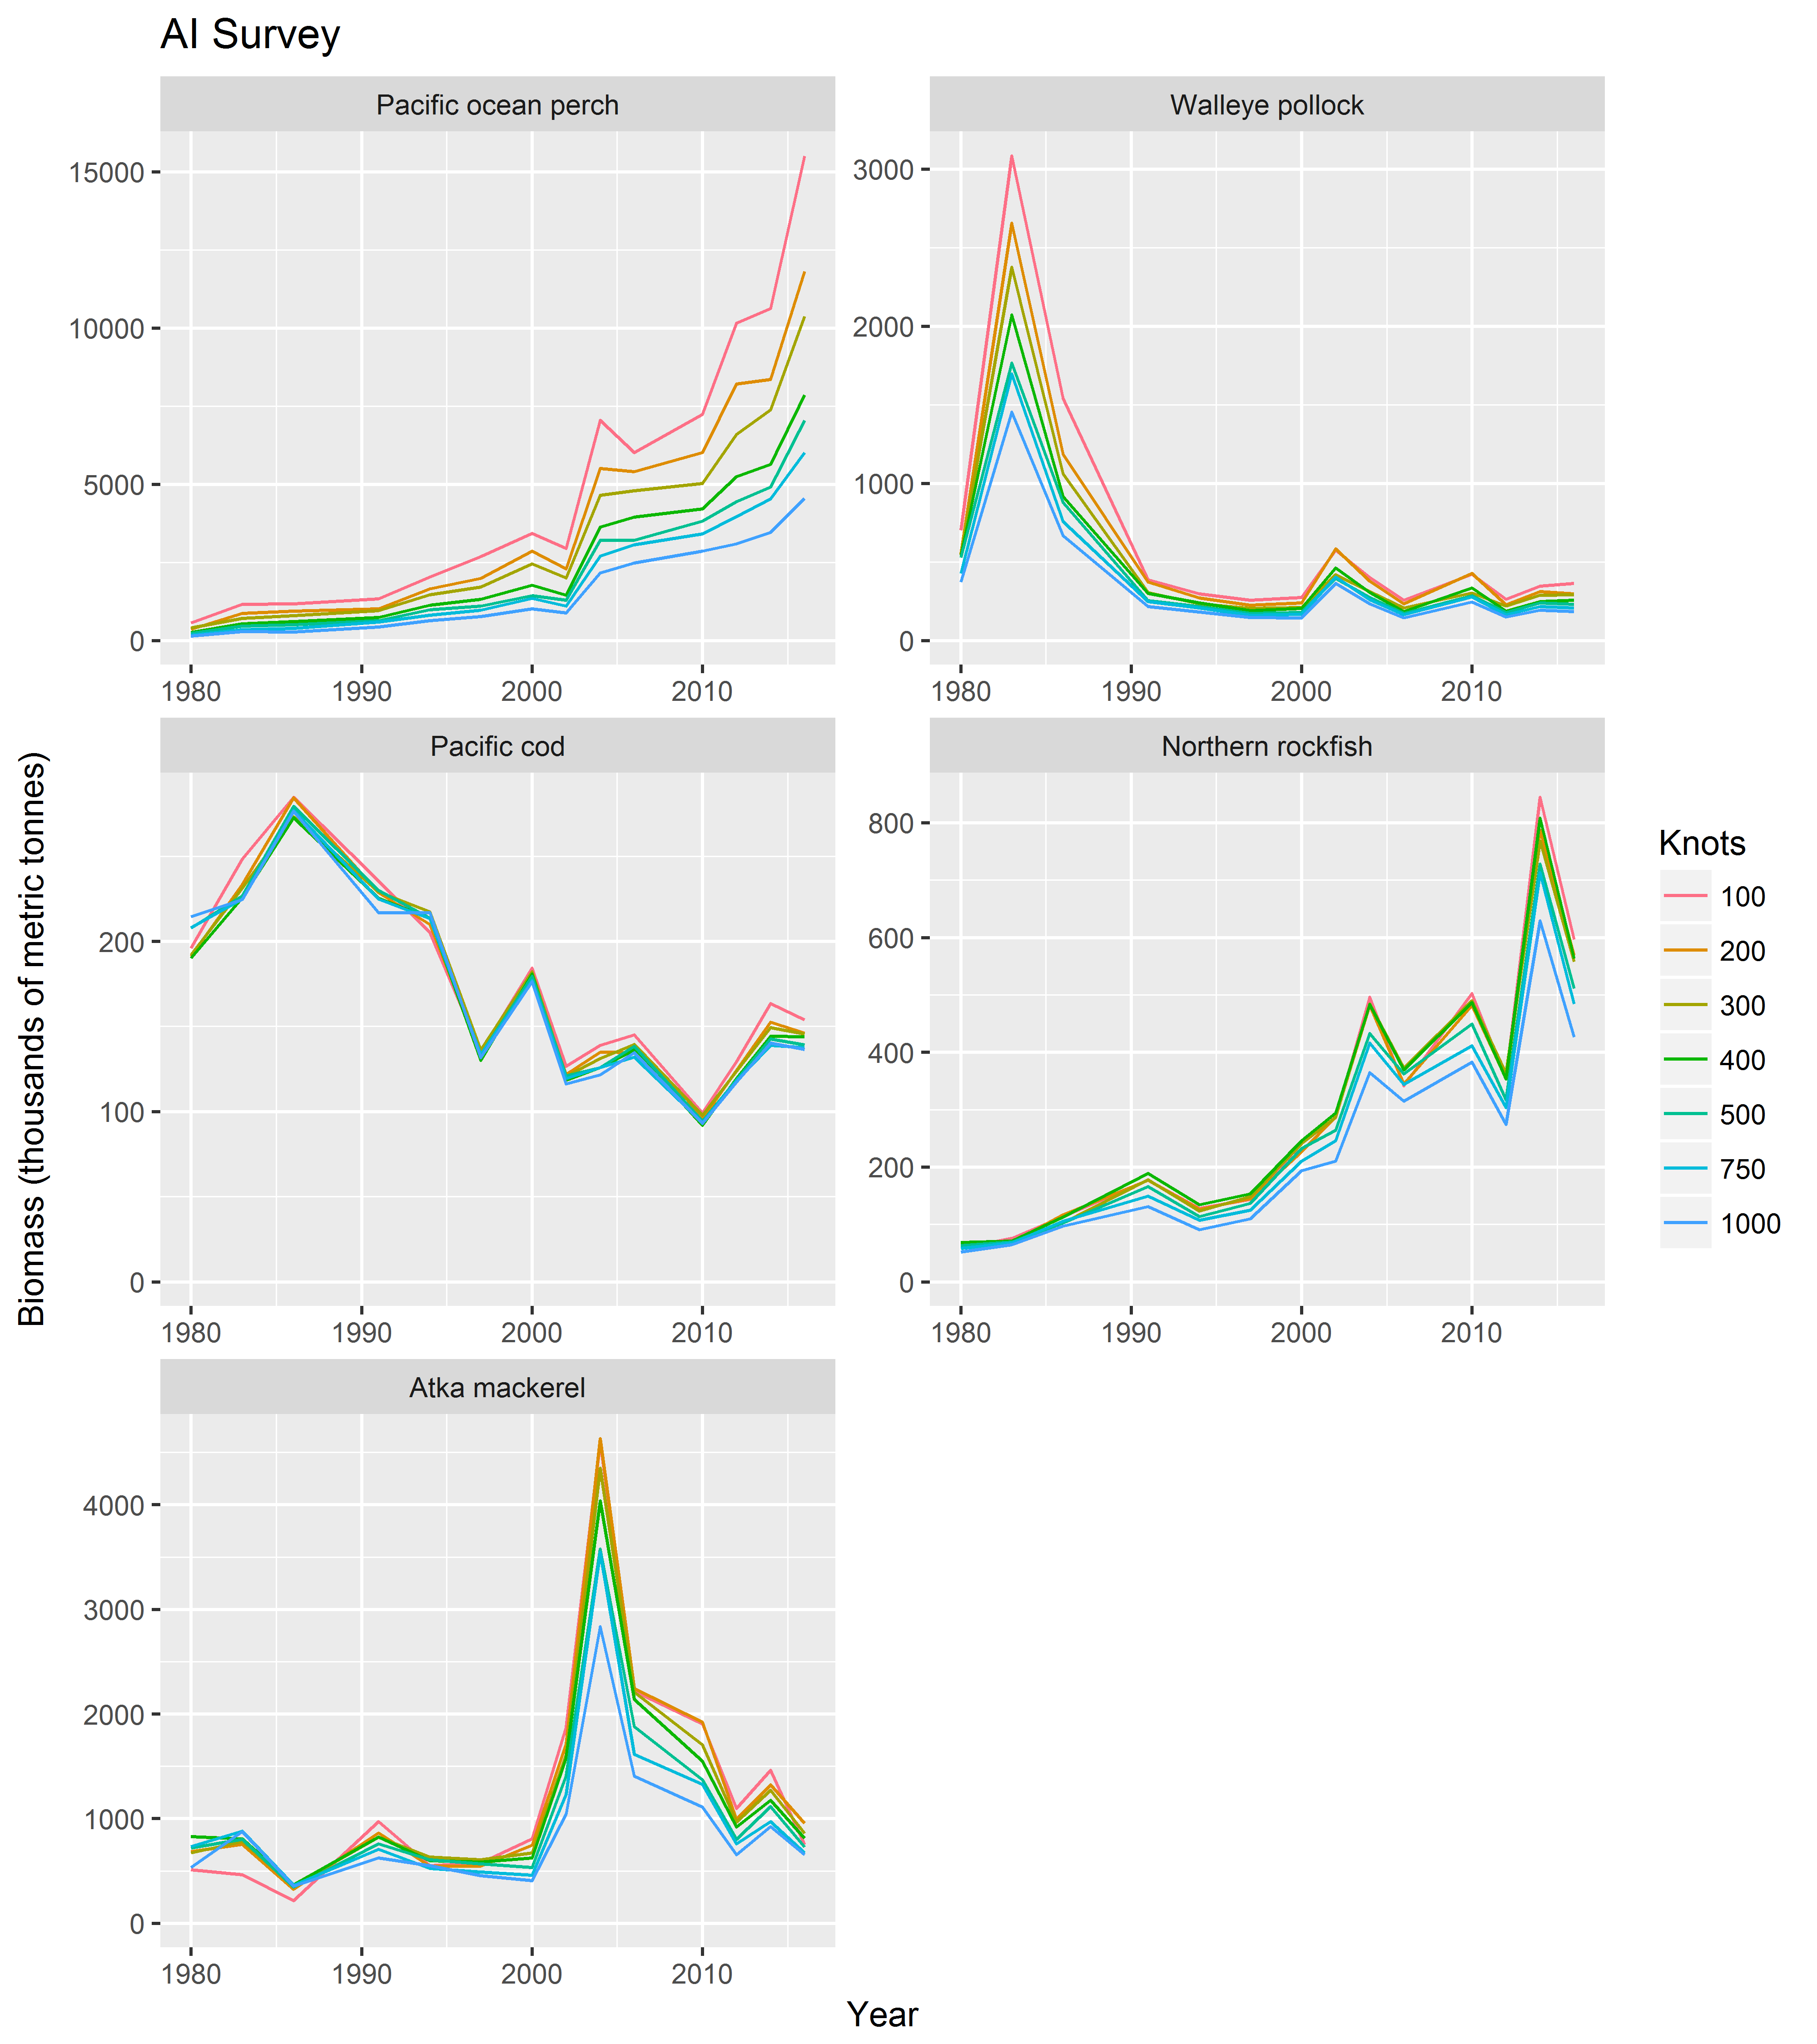 AI Survey
Pacific ocean perch
Walleye pollock
15000
10000
5000
0
3000
2000
1000
0
1980 1990 2000 2010
1980 1990 2000 2010
Pacific cod
Northern rockfish
Biomass (thousands of metric tonnes)
200
100
0
800
600
400
200
0
1980 1990 2000 2010
1980 1990 2000 2010
Knots
100
200
300
400
500
750
1000
Atka mackerel
4000
3000
2000
1000
0
1980 1990 2000 2010
Year